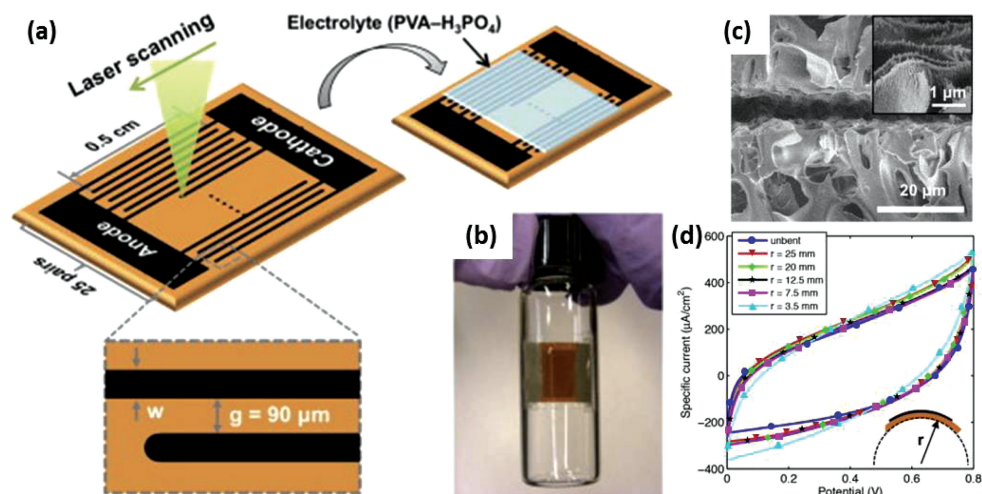 (a)
Laser scanning
Electrolyte (PVA–H₃PO₄)
0.5 cm
Cathode
Anode
25 pairs
w
g = 90 µm
(b)
(c)
1 µm
20 µm
(d)
600
400
200
0
−200
−400
Specific current (µA/cm²)
unbent
r = 25 mm
r = 20 mm
r = 12.5 mm
r = 7.5 mm
r = 3.5 mm
r
0
0.2
0.4
0.6
0.8
Potential (V)